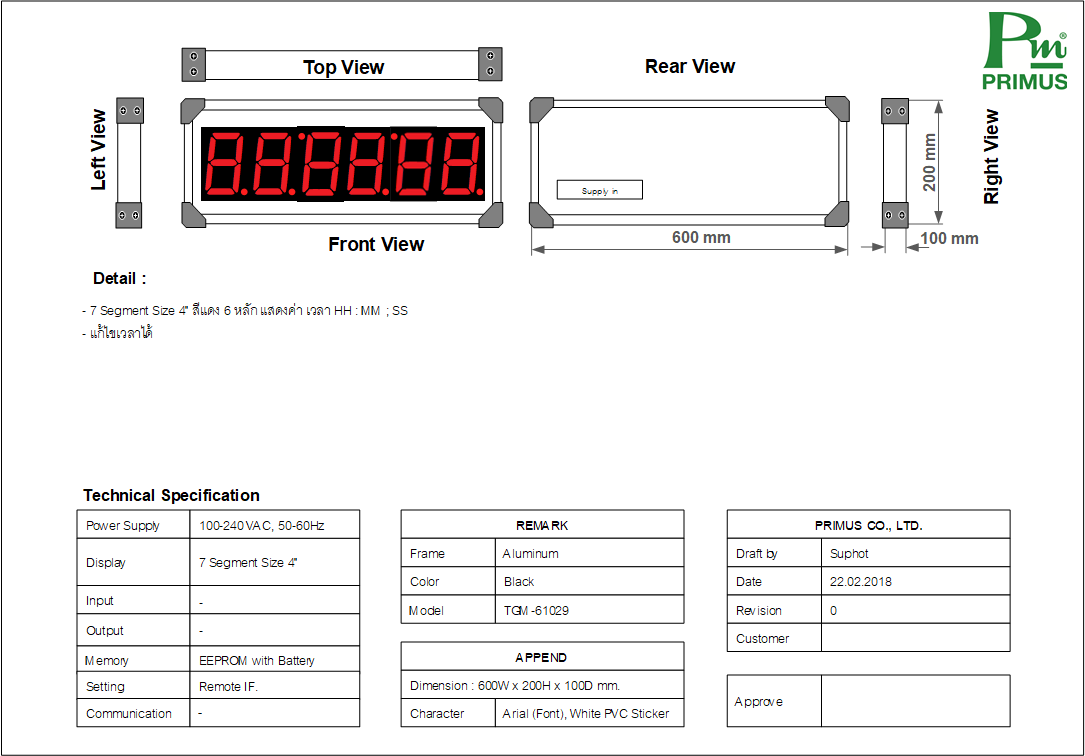 Pm®
PRIMUS
Top View
Rear View
Left View
Right View
Supply in
200 mm
Front View
600 mm
100 mm
Detail :
- 7 Segment Size 4" สีแดง 6 หลัก แสดงค่า เวลา HH : MM ; SS
- แก้ไขเวลาได้
Technical Specification
Power Supply 100-240 VAC, 50-60Hz
Display 7 Segment Size 4"
Input -
Output -
Memory EEPROM with Battery
Setting Remote IF.
Communication -
REMARK
Frame Aluminum
Color Black
Model TGM-61029
APPEND
Dimension : 600W x 200H x 100D mm.
Character Arial (Font), White PVC Sticker
PRIMUS CO., LTD.
Draft by Suphot
Date 22.02.2018
Revision 0
Customer
Approve